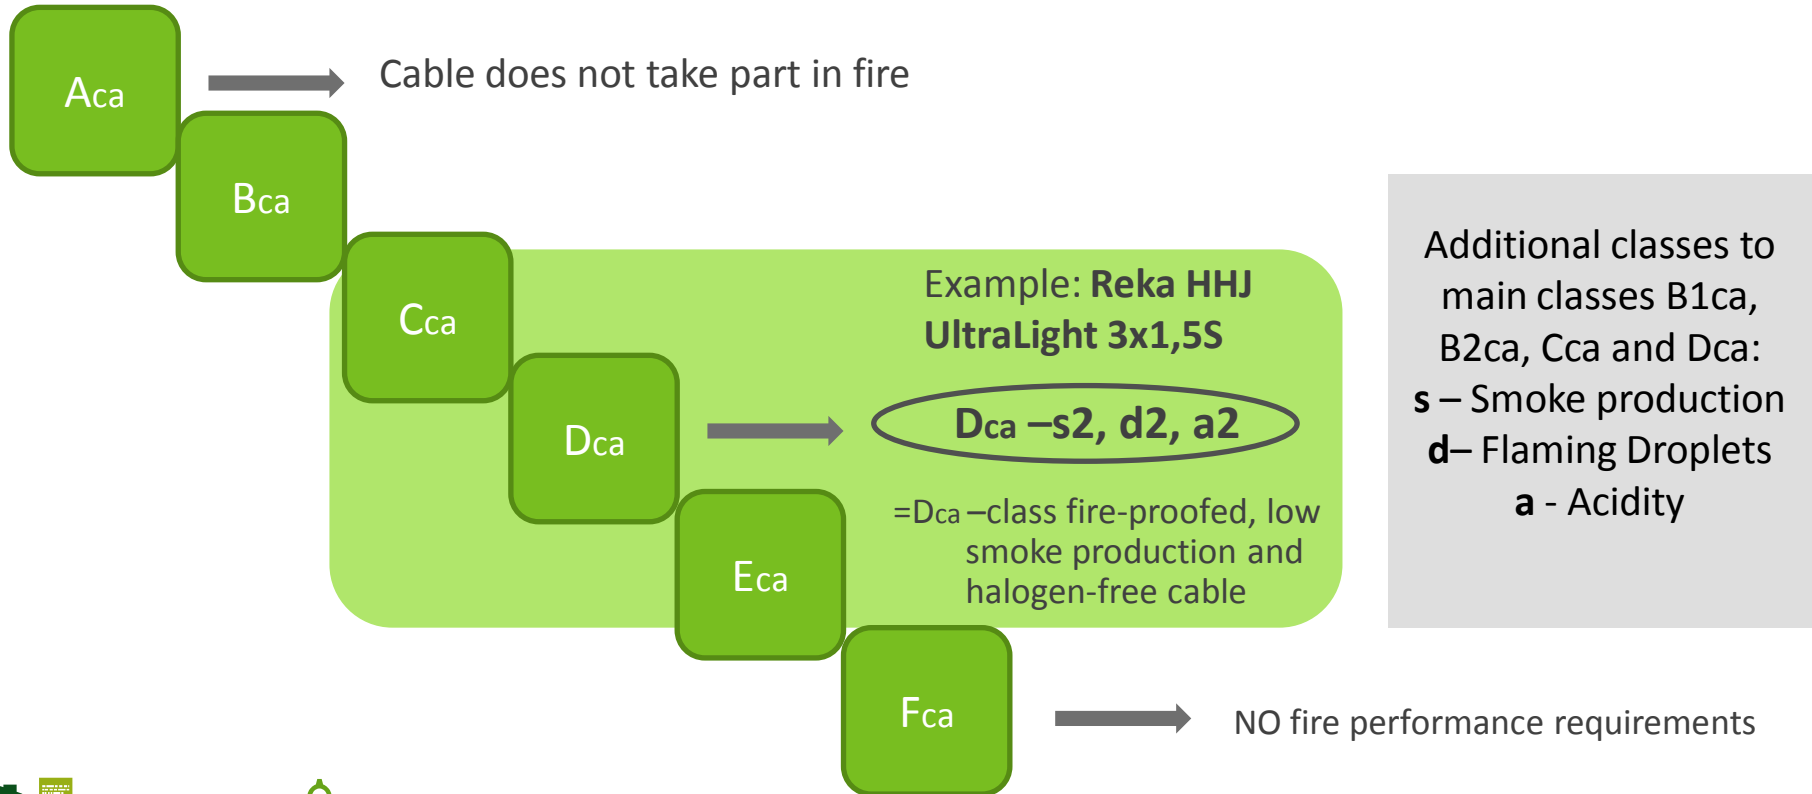 Aca
Cable does not take part in fire
Bca
Cca
Dca
Eca
Fca
Example: Reka HHJ
UltraLight 3x1,5S
Dca –s2, d2, a2
=Dca –class fire-proofed, low
smoke production and
halogen-free cable
NO fire performance requirements
Additional classes to
main classes B1ca,
B2ca, Cca and Dca:
s – Smoke production
d– Flaming Droplets
a - Acidity